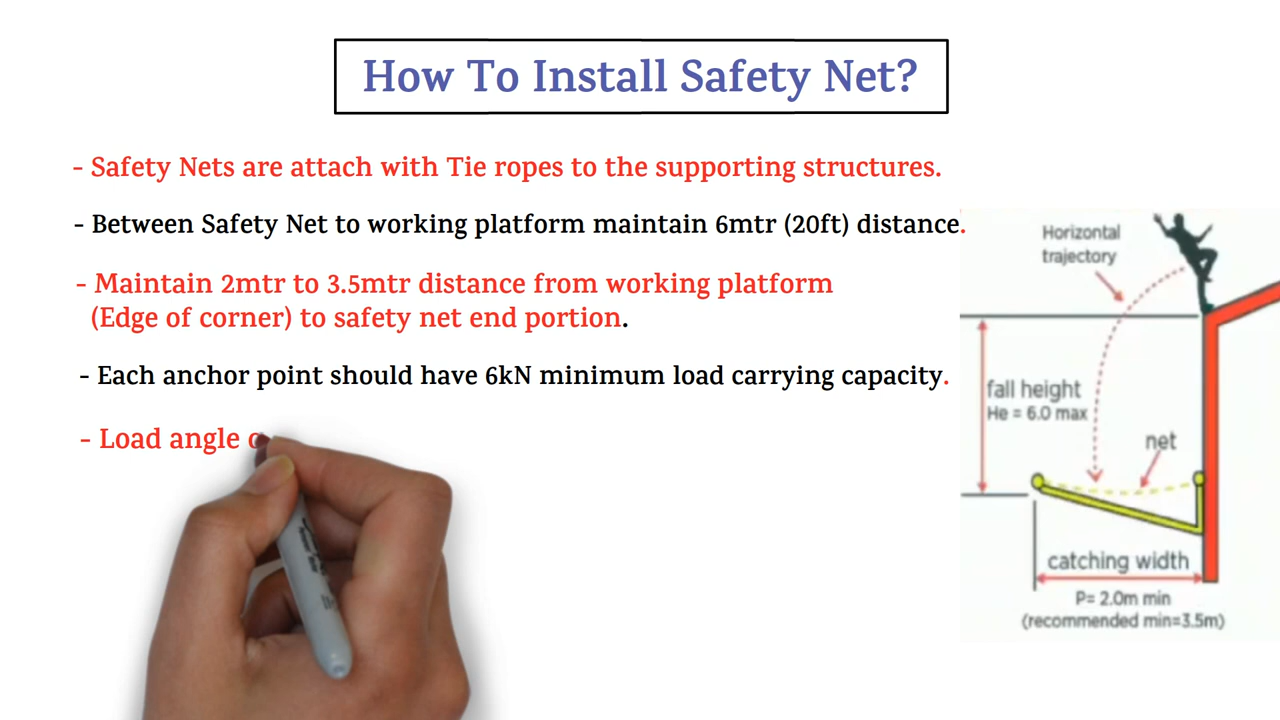 How To Install Safety Net?
- Safety Nets are attach with Tie ropes to the supporting structures.
- Between Safety Net to working platform maintain 6mtr (20ft) distance.
- Maintain 2mtr to 3.5mtr distance from working platform
(Edge of corner) to safety net end portion.
- Each anchor point should have 6kN minimum load carrying capacity.
- Load angle
Horizontal
trajectory
fall height
He = 6.0 max
net
catching width
P= 2.0m min
(recommended min=3.5m)